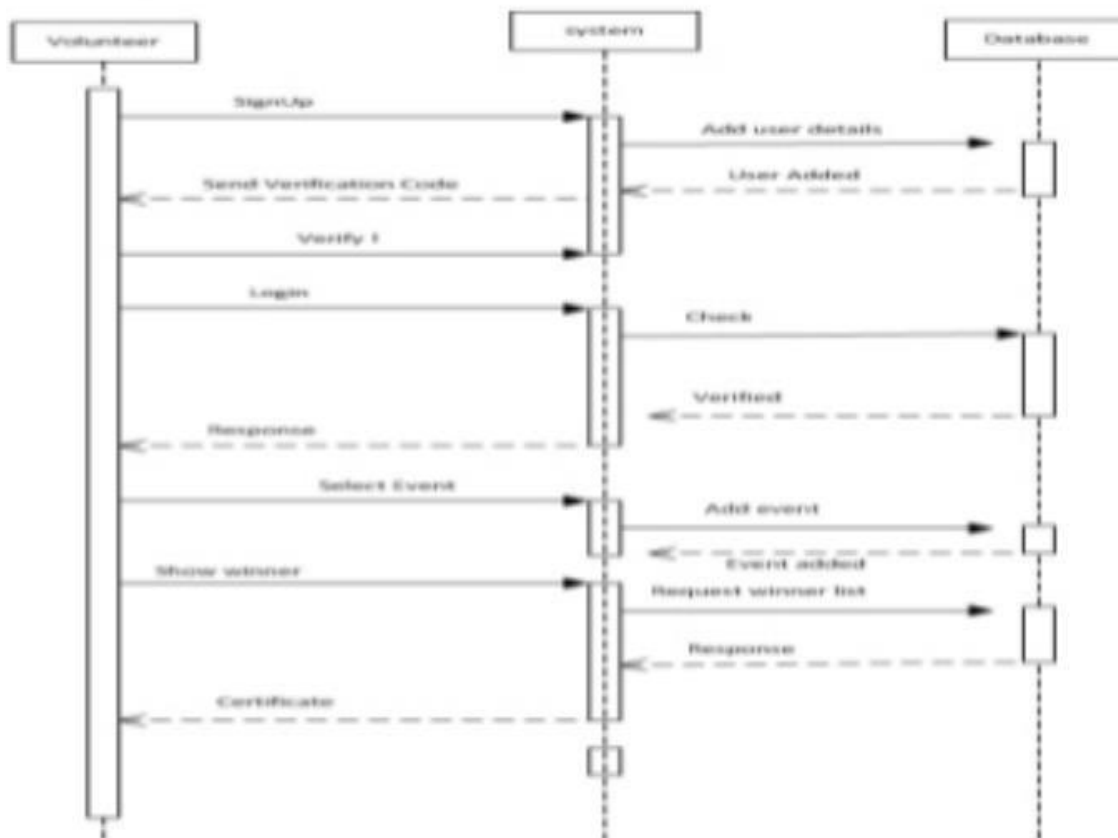 Volunteer
system
Database
SignUp
Add user details
User Added
Send Verification Code
Verify !
Login
Check
Verified
Response
Select Event
Add event
Event added
Show winner
Request winner list
Response
Certificate